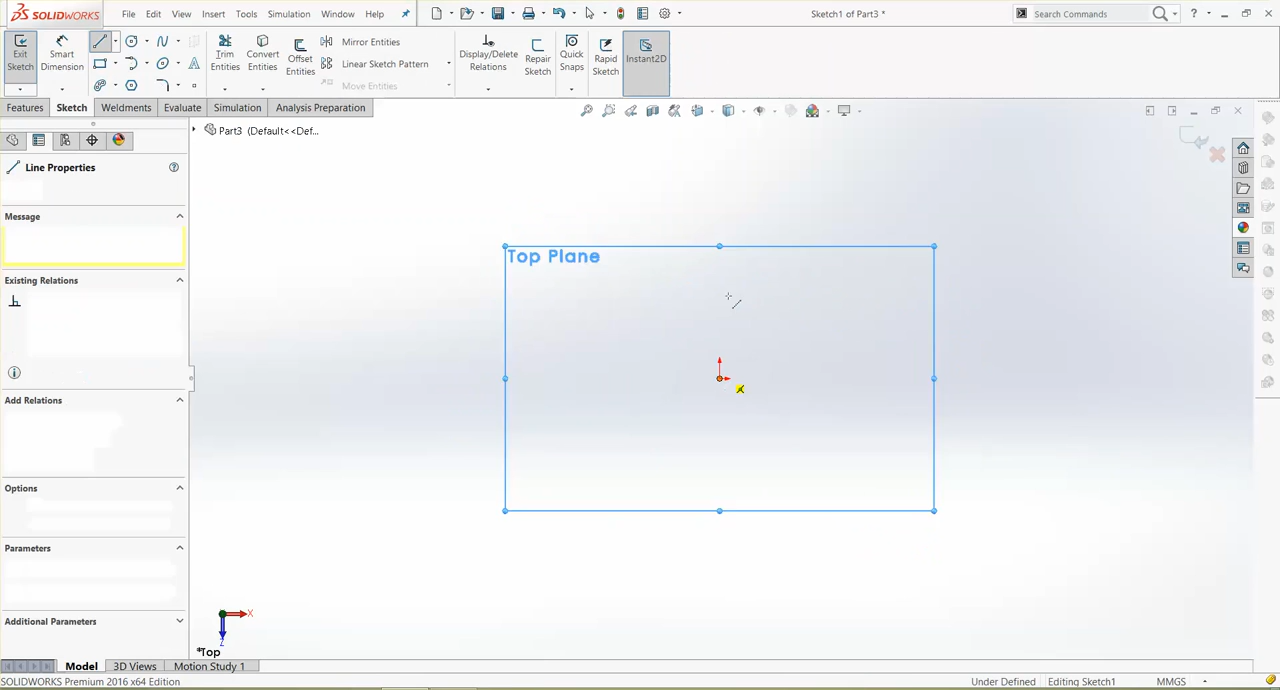 SOLIDWORKS File Edit View Insert Tools Simulation Window Help Sketch1 of Part3 * Search Commands ?
Exit Sketch Smart Dimension Trim Entities Convert Entities Offset Entities Mirror Entities Linear Sketch Pattern Move Entities Display/Delete Relations Repair Sketch Quick Snaps Rapid Sketch Instant2D
Features Sketch Weldments Evaluate Simulation Analysis Preparation
Part3 (Default<<Def...
Line Properties
Message
Existing Relations
Add Relations
Options
Parameters
Additional Parameters
Top Plane
X
Z
*Top
Model 3D Views Motion Study 1
SOLIDWORKS Premium 2016 x64 Edition Under Defined Editing Sketch1 MMGS